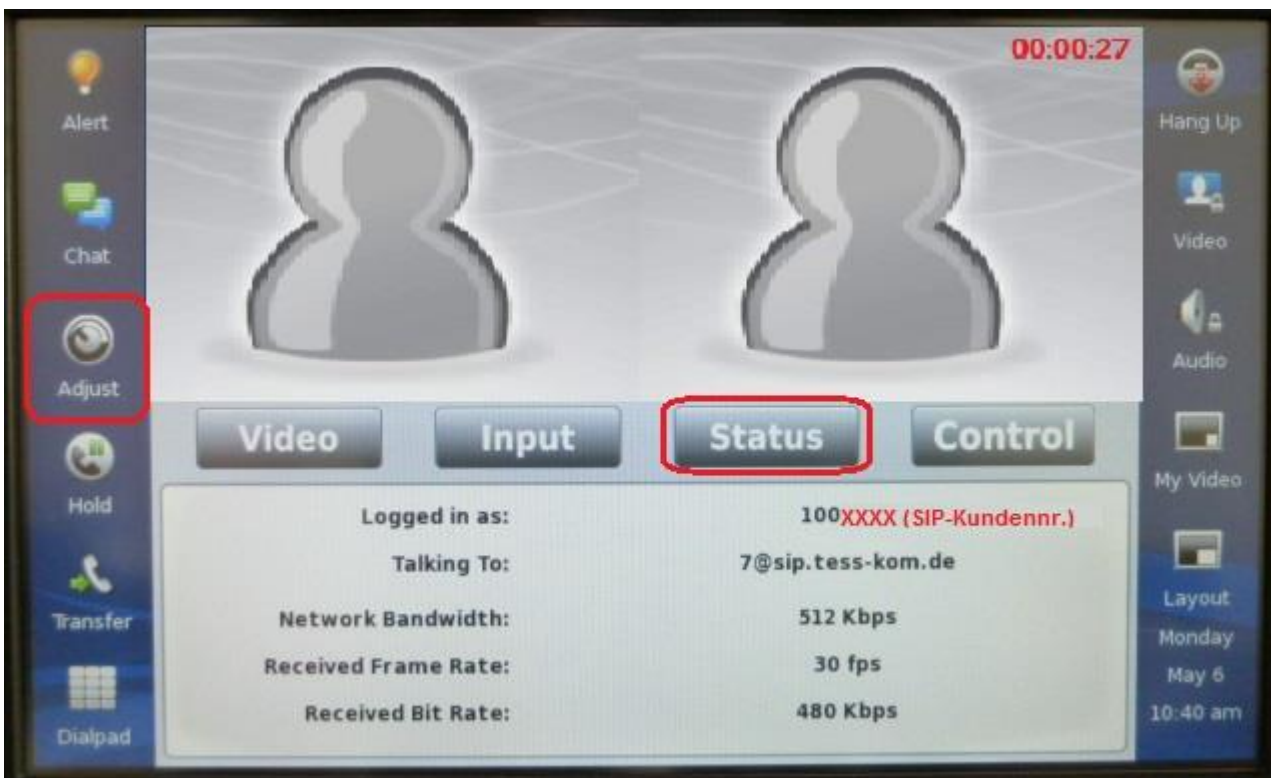 00:00:27
Alert
Chat
Adjust
Hold
Transfer
Dialpad
Video
Input
Status
Control
Logged in as: 100XXXX (SIP-Kundennr.)
Talking To: 7@sip.tess-kom.de
Network Bandwidth: 512 Kbps
Received Frame Rate: 30 fps
Received Bit Rate: 480 Kbps
Hang Up
Video
Audio
My Video
Layout
Monday
May 6
10:40 am